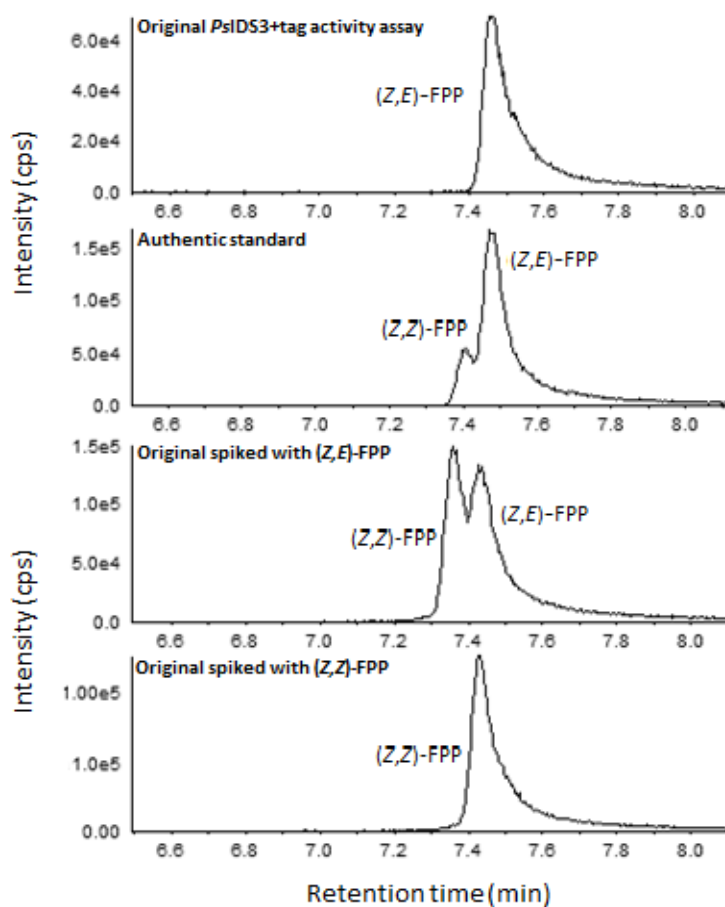 Original PsIDS3+tag activity assay
6.0e4
(Z,E)-FPP
4.0e4
2.0e4
0.0
6.6 6.8 7.0 7.2 7.4 7.6 7.8 8.0
Authentic standard
1.5e5
(Z,E)-FPP
1.0e5
(Z,Z)-FPP
5.0e4
0.0
6.6 6.8 7.0 7.2 7.4 7.6 7.8 8.0
Intensity (cps)
Original spiked with (Z,E)-FPP
1.5e5
1.0e5
(Z,Z)-FPP
(Z,E)-FPP
5.0e4
0.0
6.6 6.8 7.0 7.2 7.4 7.6 7.8 8.0
Original spiked with (Z,Z)-FPP
1.00e5
(Z,Z)-FPP
1.0e5
0.00
6.6 6.8 7.0 7.2 7.4 7.6 7.8 8.0
Intensity (cps)
Retention time (min)